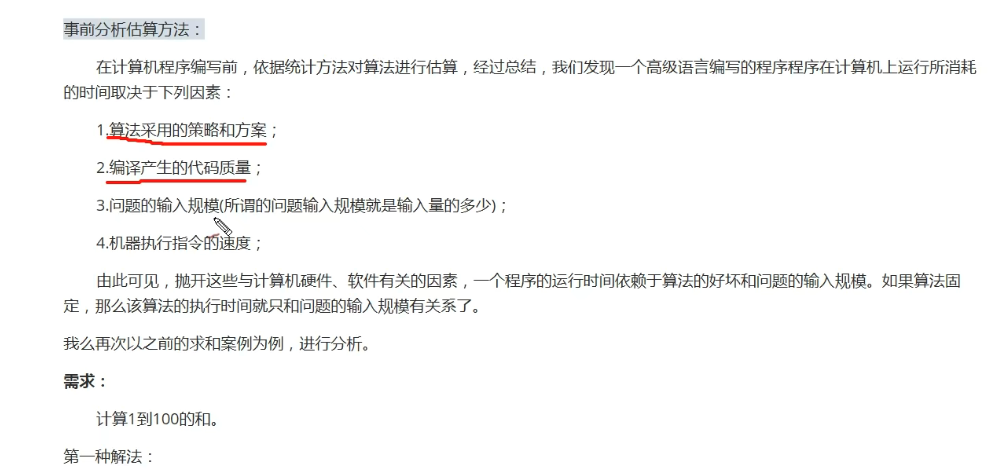 事前分析估算方法：
在计算机程序编写前，依据统计方法对算法进行估算，经过总结，我们发现一个高级语言编写的程序程序在计算机上运行所消耗
的时间取决于下列因素：
1.算法采用的策略和方案；
2.编译产生的代码质量；
3.问题的输入规模(所谓的问题输入规模就是输入量的多少)；
4.机器执行指令的速度；
由此可见，抛开这些与计算机硬件、软件有关的因素，一个程序的运行时间依赖于算法的好坏和问题的输入规模。如果算法固
定，那么该算法的执行时间就只和问题的输入规模有关系了。
我么再次以之前的求和案例为例，进行分析。
需求：
计算1到100的和。
第一种解法：